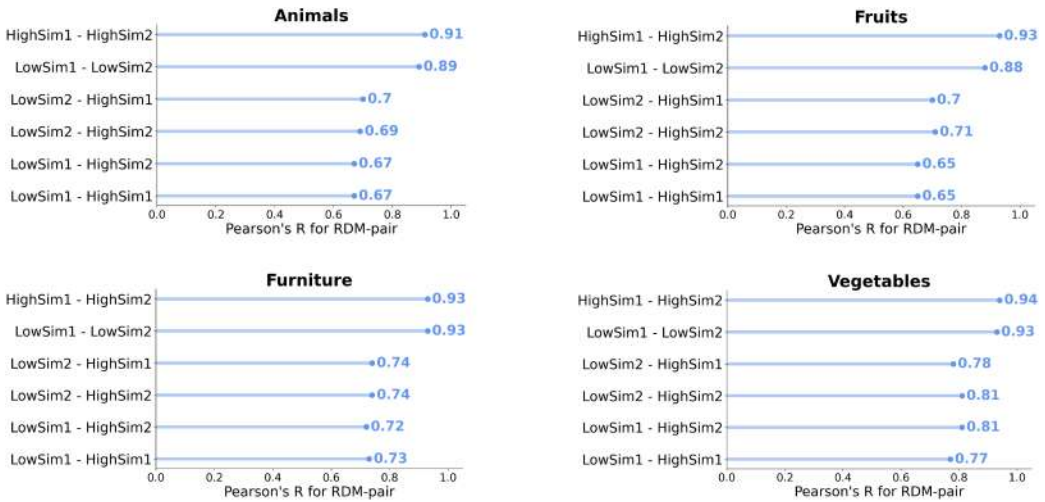 Animals
HighSim1 - HighSim2 0.91
LowSim1 - LowSim2 0.89
LowSim2 - HighSim1 0.7
LowSim2 - HighSim2 0.69
LowSim1 - HighSim2 0.67
LowSim1 - HighSim1 0.67
0.0 0.2 0.4 0.6 0.8 1.0
Pearson's R for RDM-pair
Fruits
HighSim1 - HighSim2 0.93
LowSim1 - LowSim2 0.88
LowSim2 - HighSim1 0.7
LowSim2 - HighSim2 0.71
LowSim1 - HighSim2 0.65
LowSim1 - HighSim1 0.65
0.0 0.2 0.4 0.6 0.8 1.0
Pearson's R for RDM-pair
Furniture
HighSim1 - HighSim2 0.93
LowSim1 - LowSim2 0.93
LowSim2 - HighSim1 0.74
LowSim2 - HighSim2 0.74
LowSim1 - HighSim2 0.72
LowSim1 - HighSim1 0.73
0.0 0.2 0.4 0.6 0.8 1.0
Pearson's R for RDM-pair
Vegetables
HighSim1 - HighSim2 0.94
LowSim1 - LowSim2 0.93
LowSim2 - HighSim1 0.78
LowSim2 - HighSim2 0.81
LowSim1 - HighSim2 0.81
LowSim1 - HighSim1 0.77
0.0 0.2 0.4 0.6 0.8 1.0
Pearson's R for RDM-pair